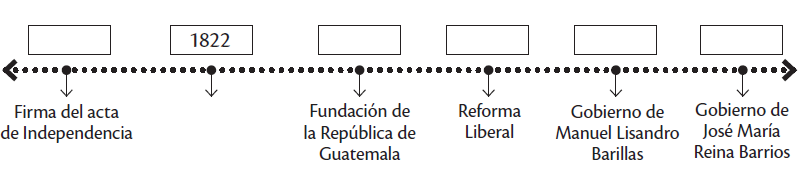 1822
Firma del acta
de Independencia
Fundación de
la República de
Guatemala
Reforma
Liberal
Gobierno de
Manuel Lisandro
Barillas
Gobierno de
José María
Reina Barrios